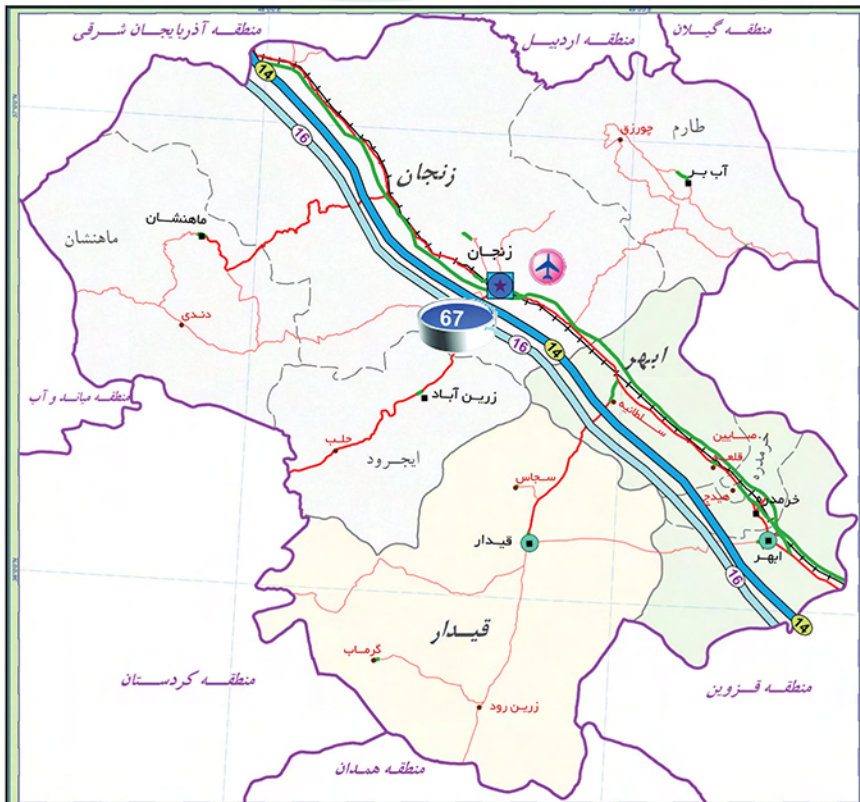 منطقه گیلان
منطقه اردبیل
منطقه آذربایجان شرقی
14
16
طارم
چورزق
آب بر
زنجان
ماهنشان
ماهنشان
زنجان
دندی
67
14
16
ابهر
منطقه میاند و آب
زرین آباد
سلطانیه
صایین
قلعه
خرمدره
حلب
ایجرود
سجاس
هیدج
خرمدره
قیدار
ابهر
16
14
قیدار
گرماب
منطقه کردستان
منطقه قزوین
زرین رود
منطقه همدان